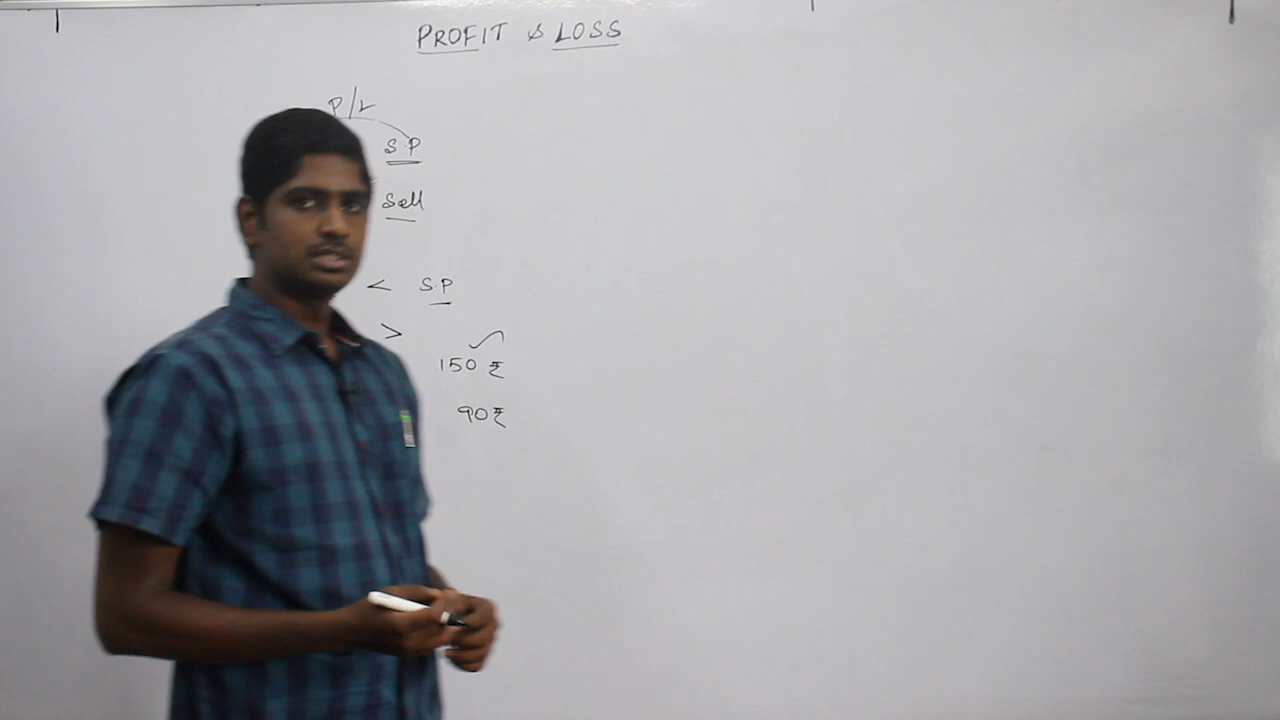 PROFIT & LOSS
P/L
S.P
Sell
< S.P
>
150 ₹
90₹